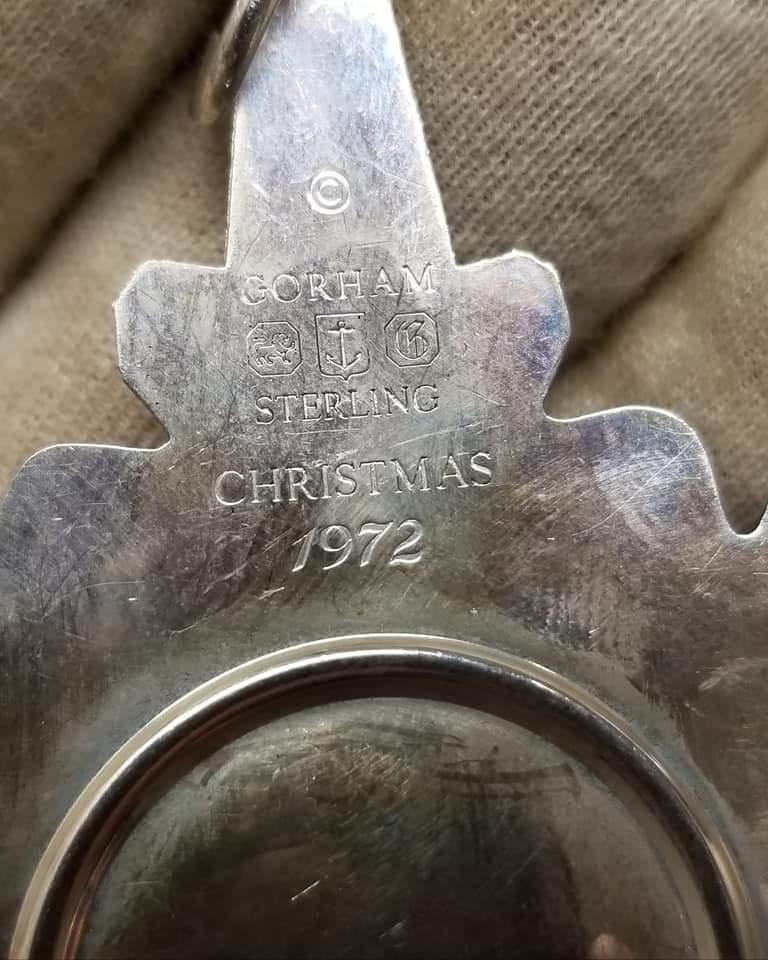 ©
GORHAM
G
STERLING
CHRISTMAS
1972